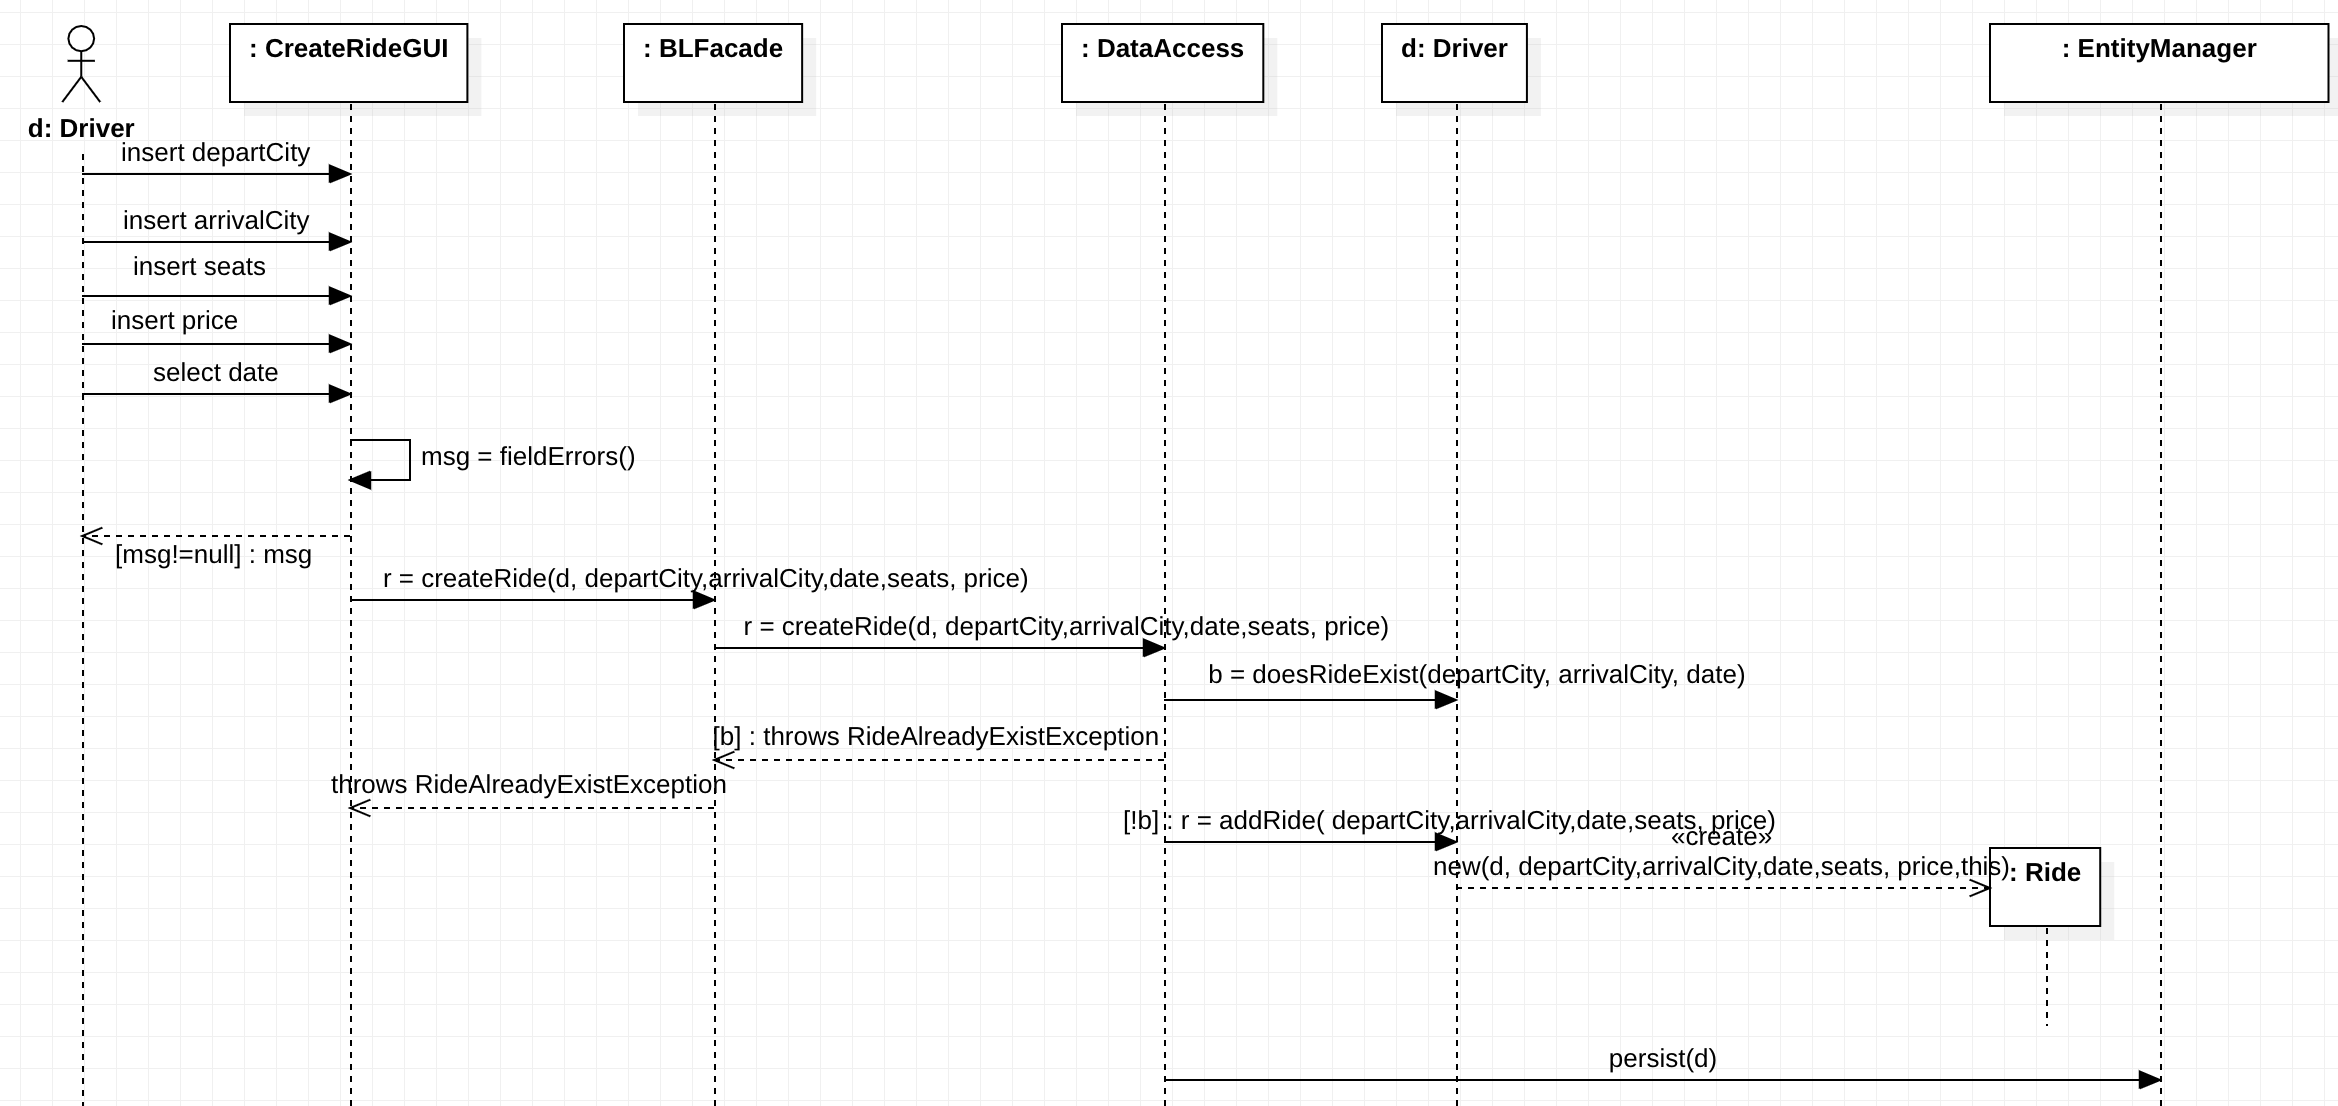 : CreateRideGUI
: BLFacade
: DataAccess
d: Driver
: EntityManager
d: Driver
insert departCity
insert arrivalCity
insert seats
insert price
select date
msg = fieldErrors()
[msg!=null] : msg
r = createRide(d, departCity,arrivalCity,date,seats, price)
r = createRide(d, departCity,arrivalCity,date,seats, price)
b = doesRideExist(departCity, arrivalCity, date)
[b] : throws RideAlreadyExistException
throws RideAlreadyExistException
[!b] : r = addRide( departCity,arrivalCity,date,seats, price)
«create»
new(d, departCity,arrivalCity,date,seats, price,this)
: Ride
persist(d)